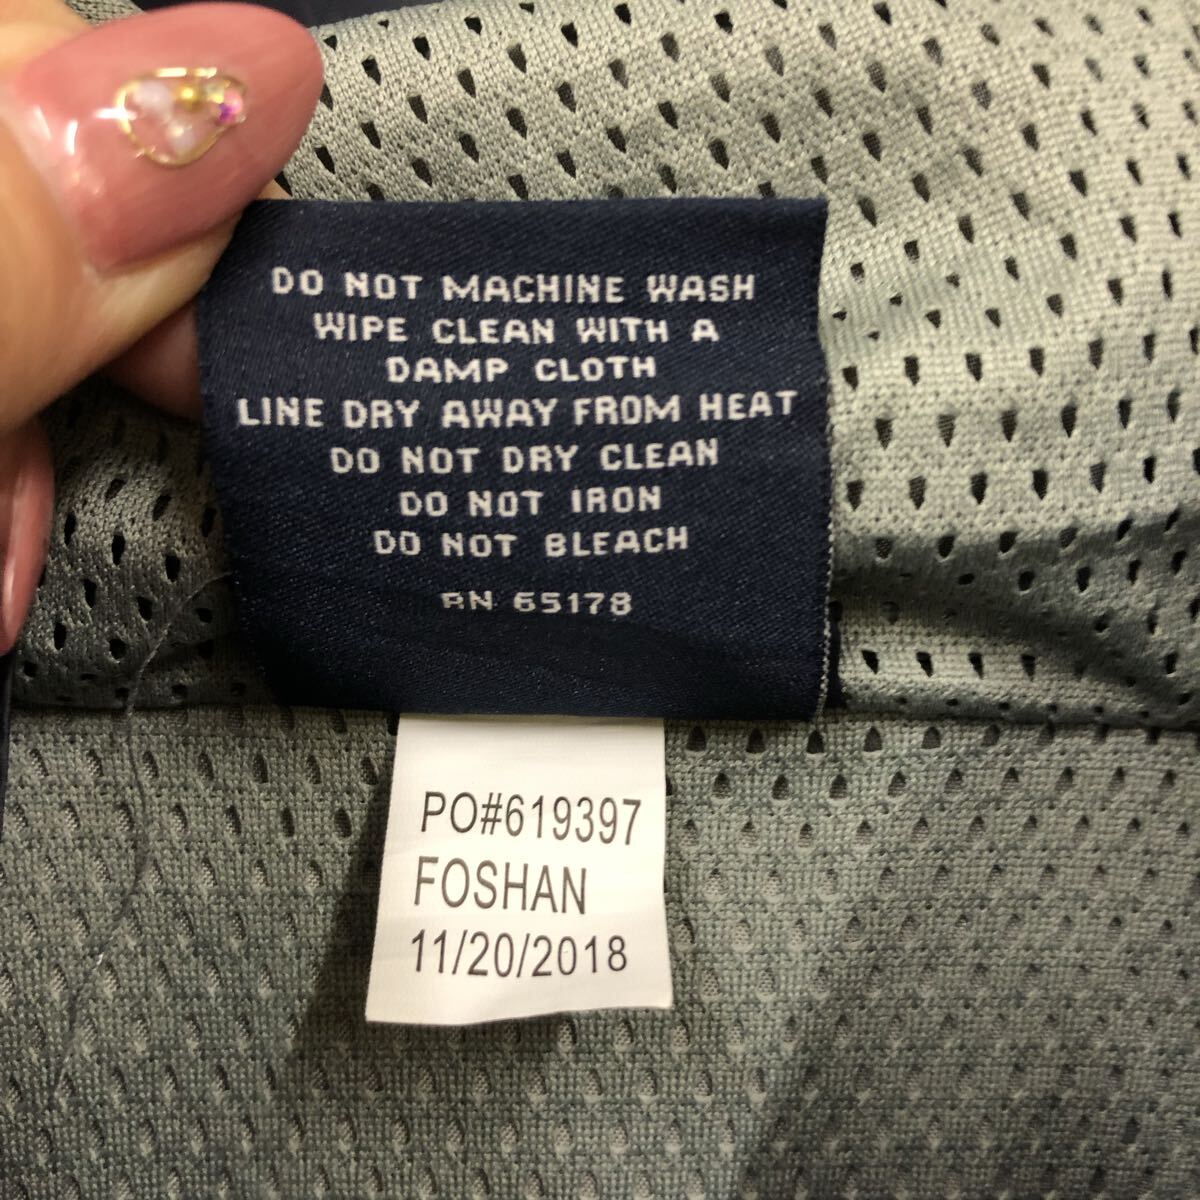 DO NOT MACHINE WASH
WIPE CLEAN WITH A
DAMP CLOTH
LINE DRY AWAY FROM HEAT
DO NOT DRY CLEAN
DO NOT IRON
DO NOT BLEACH
RN 65178
PO#619397
FOSHAN
11/20/2018